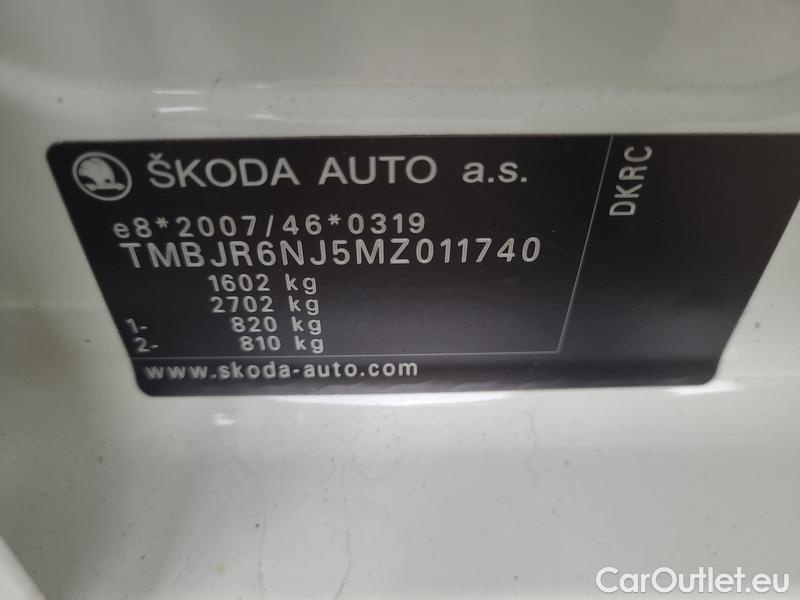 ŠKODA AUTO a.s.
e8*2007/46*0319
TMBJR6NJ5MZ011740
1602 kg
2702 kg
1- 820 kg
2- 810 kg
www.skoda-auto.com
DKRC
CarOutlet.eu